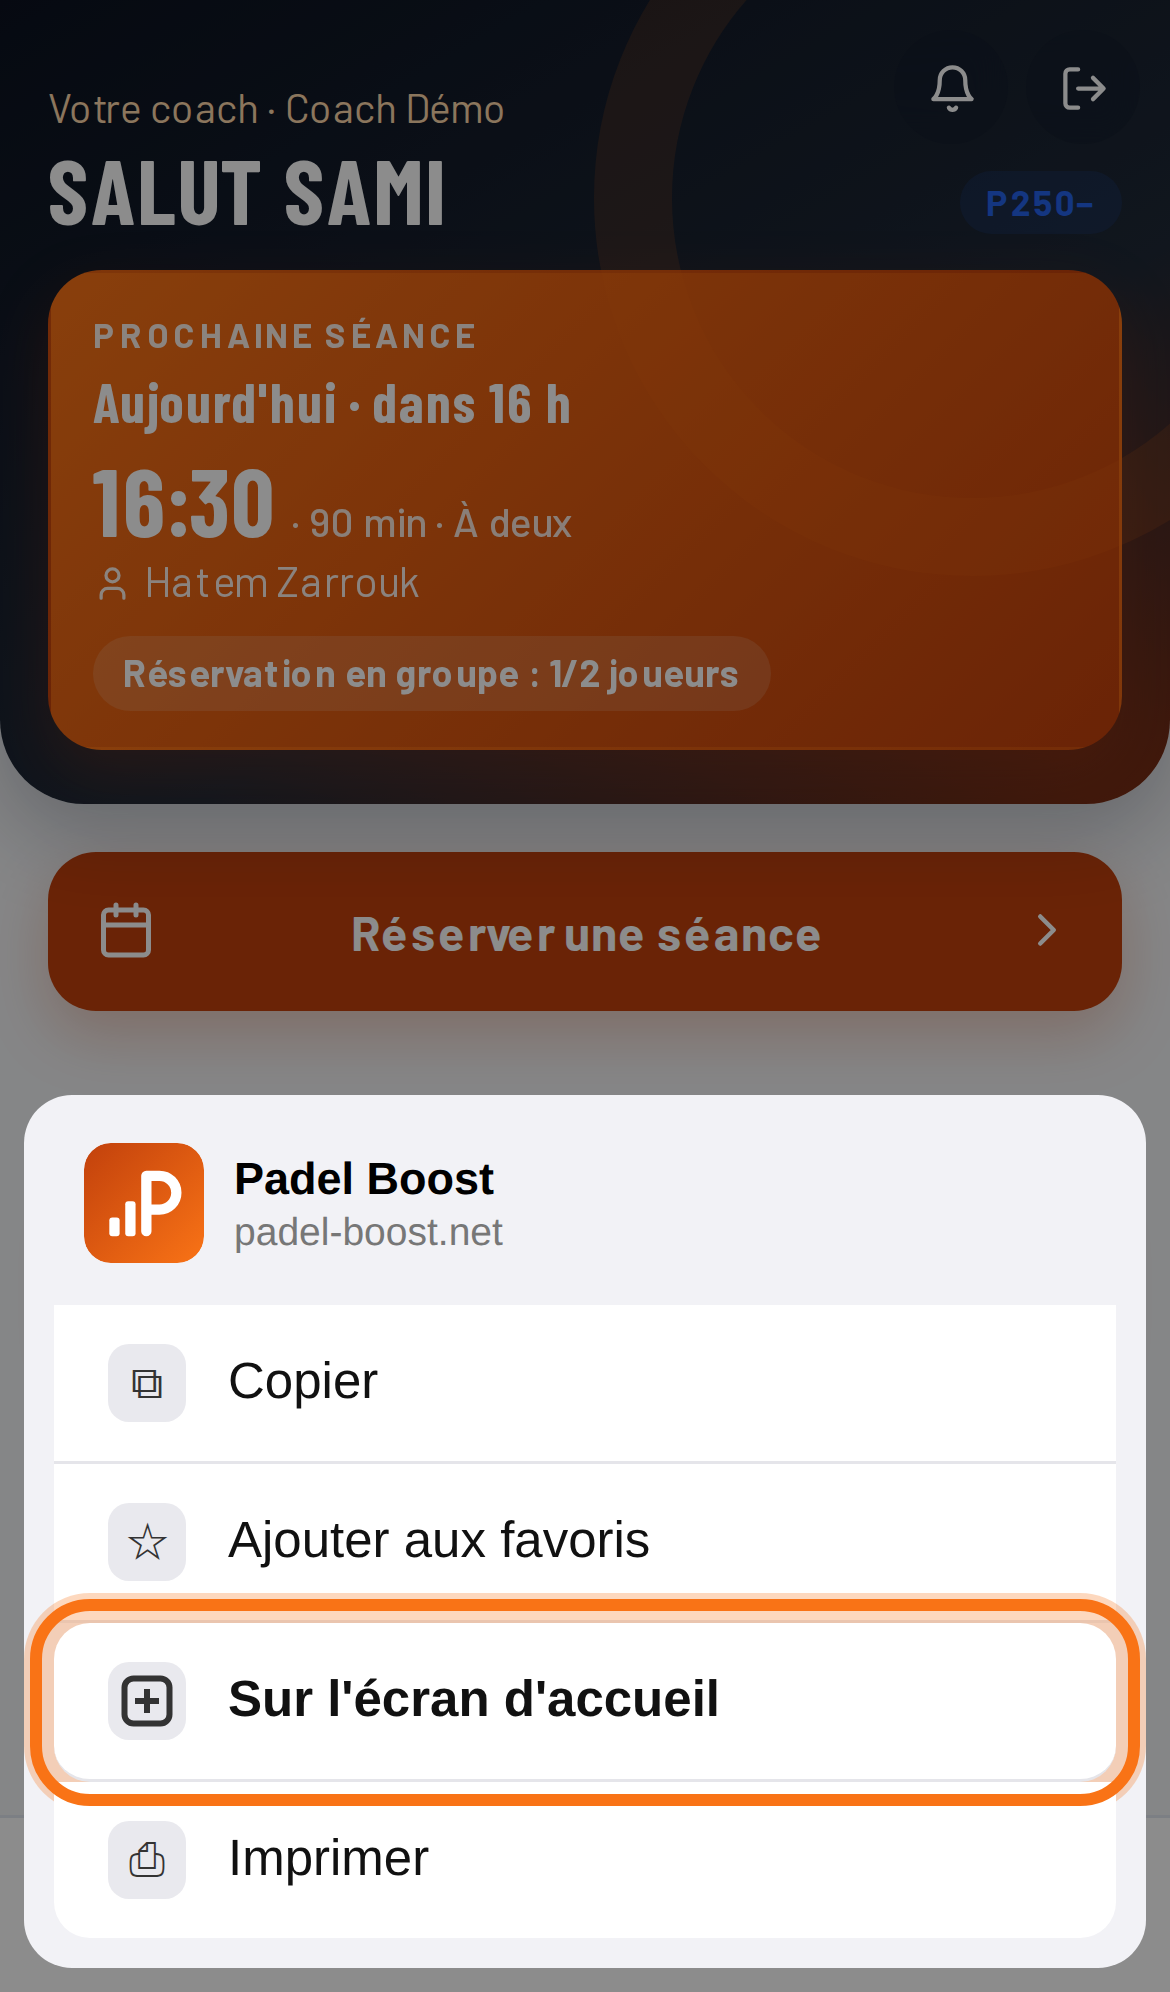 Votre coach · Coach Démo
SALUT SAMI
P250–
PROCHAINE SÉANCE
Aujourd'hui · dans 16 h
16:30 · 90 min · À deux
Hatem Zarrouk
Réservation en groupe : 1/2 joueurs
Réserver une séance
P
Padel Boost
padel-boost.net
Copier
Ajouter aux favoris
Sur l'écran d'accueil
Imprimer